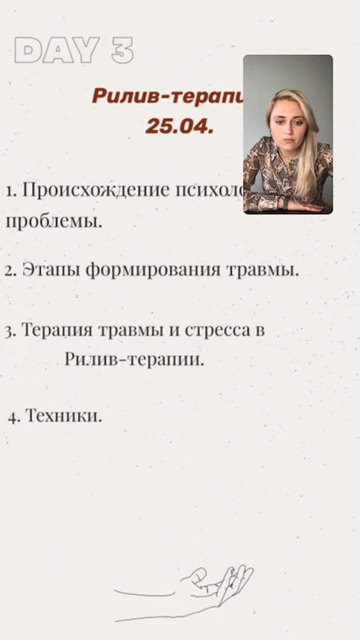 DAY 3
Рилив-терапи
25.04.
1. Происхождение
проблемы.
2. Этапы формирования травмы.
3. Терапия травмы и стресса в
Рилив-терапии.
4. Техники.